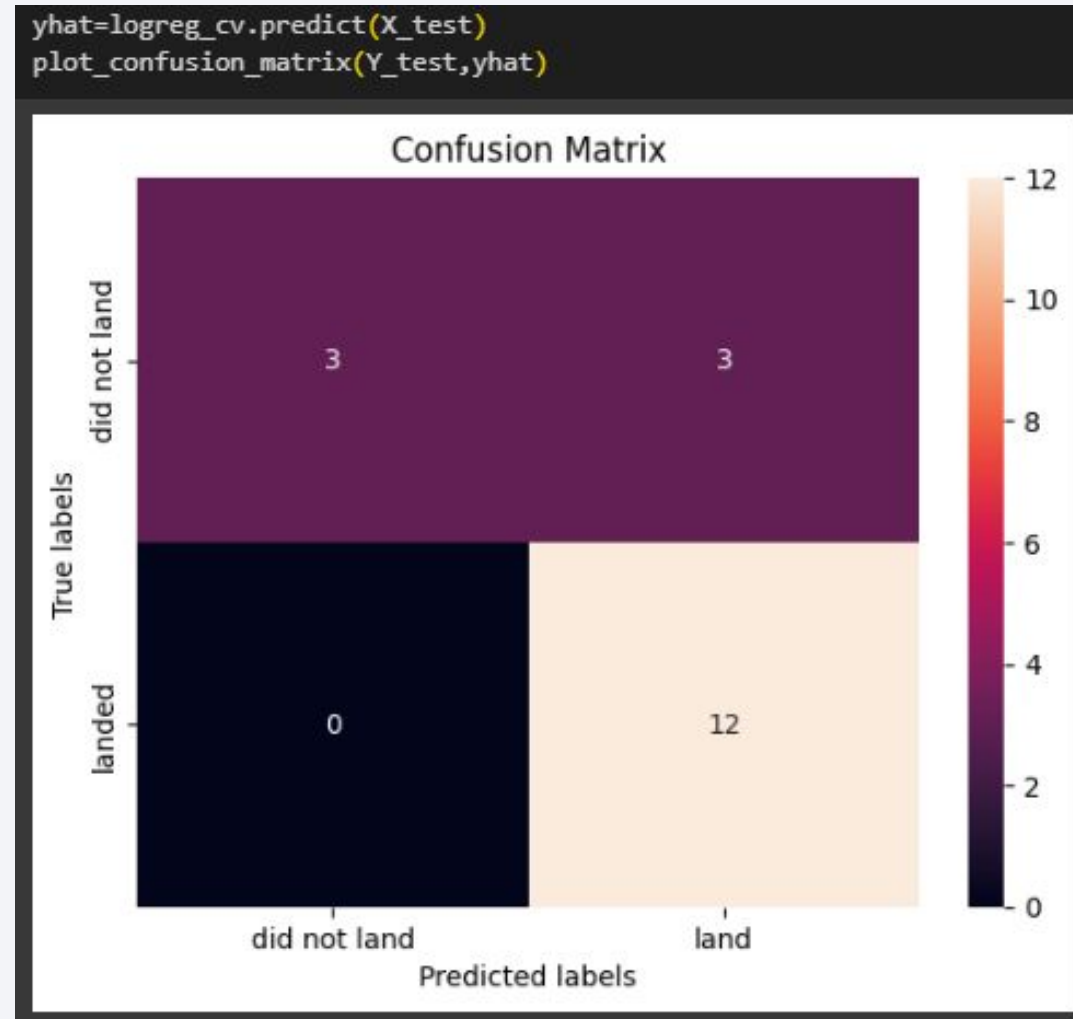 yhat=logreg_cv.predict(X_test)
plot_confusion_matrix(Y_test,yhat)
Confusion Matrix
12
10
8
6
4
2
0
did not land
landed
True labels
3 3
0 12
did not land land
Predicted labels